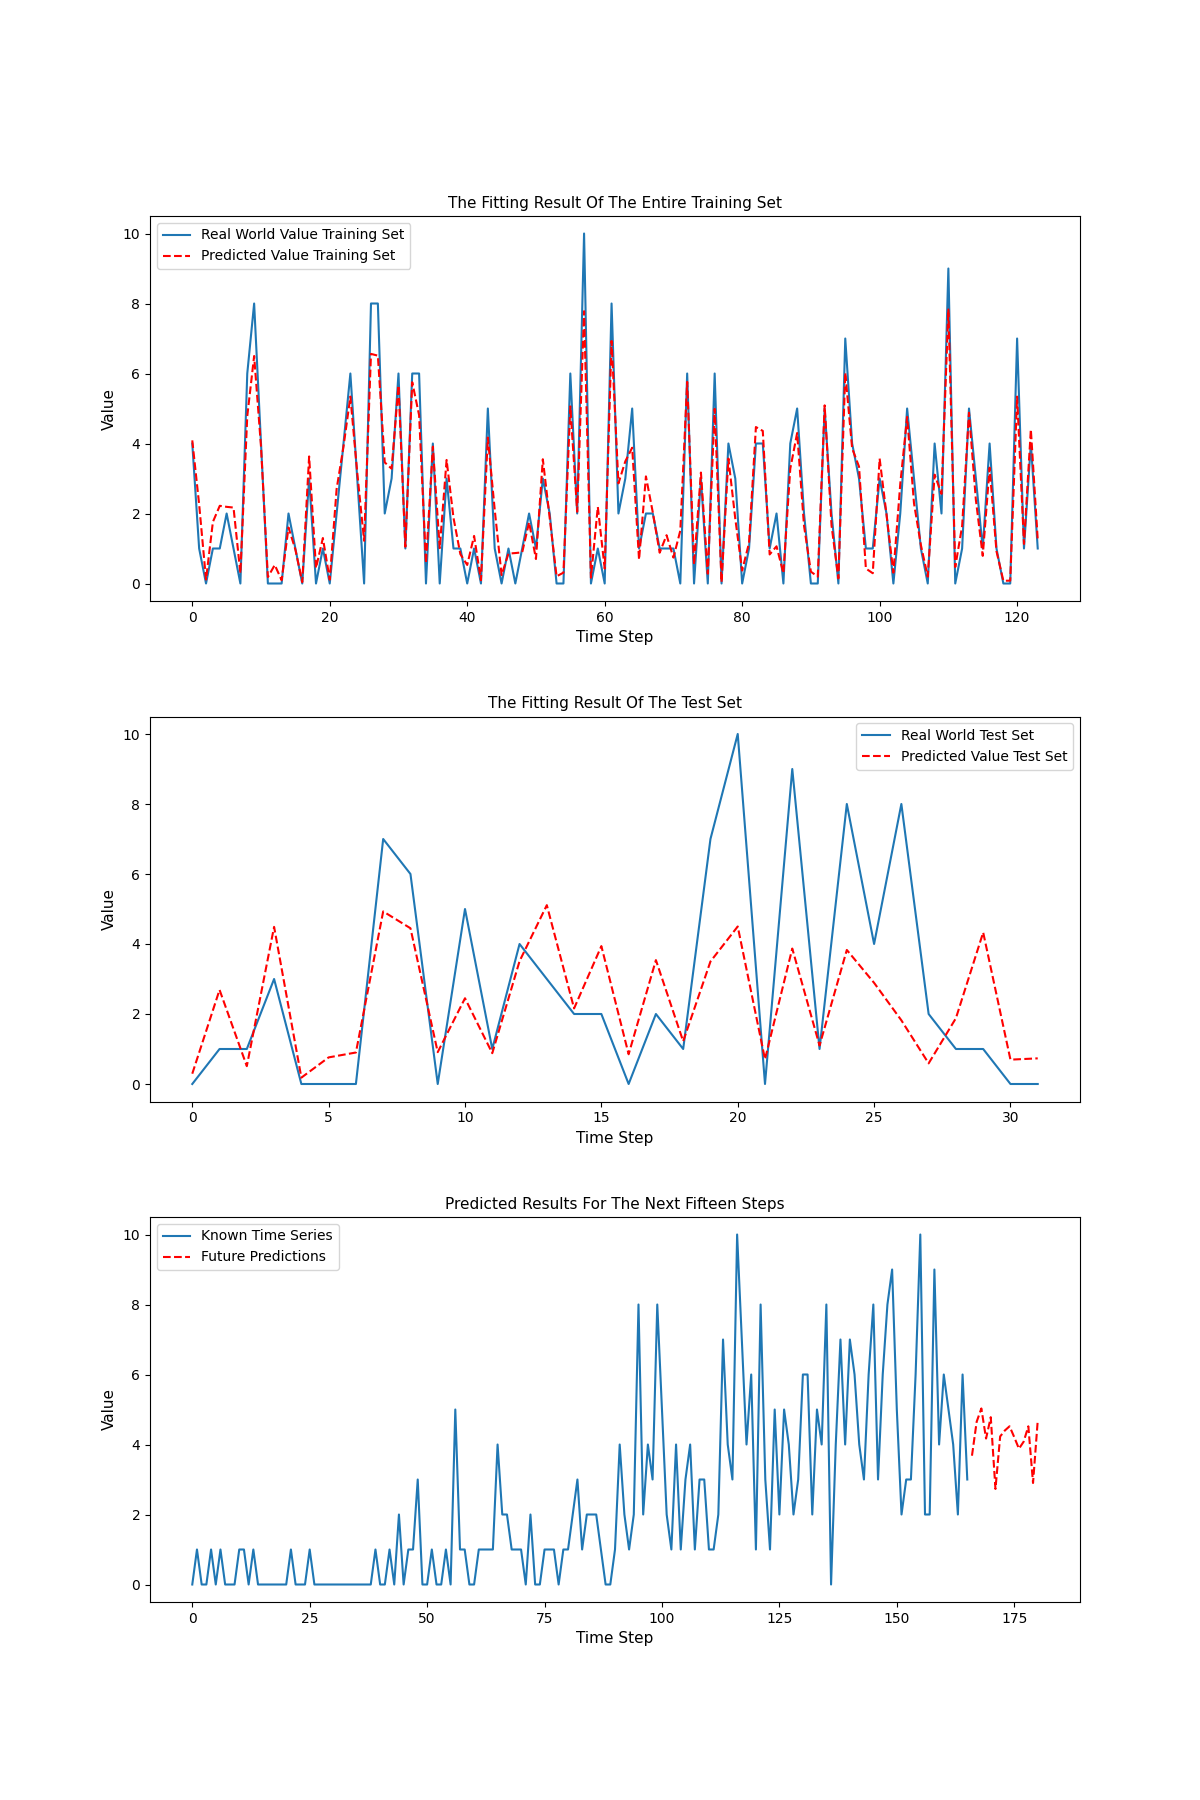 The Fitting Result Of The Entire Training Set
Real World Value Training Set
Predicted Value Training Set
Value
10
8
6
4
2
0
0 20 40 60 80 100 120
Time Step
The Fitting Result Of The Test Set
Real World Test Set
Predicted Value Test Set
Value
10
8
6
4
2
0
0 5 10 15 20 25 30
Time Step
Predicted Results For The Next Fifteen Steps
Known Time Series
Future Predictions
Value
10
8
6
4
2
0
0 25 50 75 100 125 150 175
Time Step